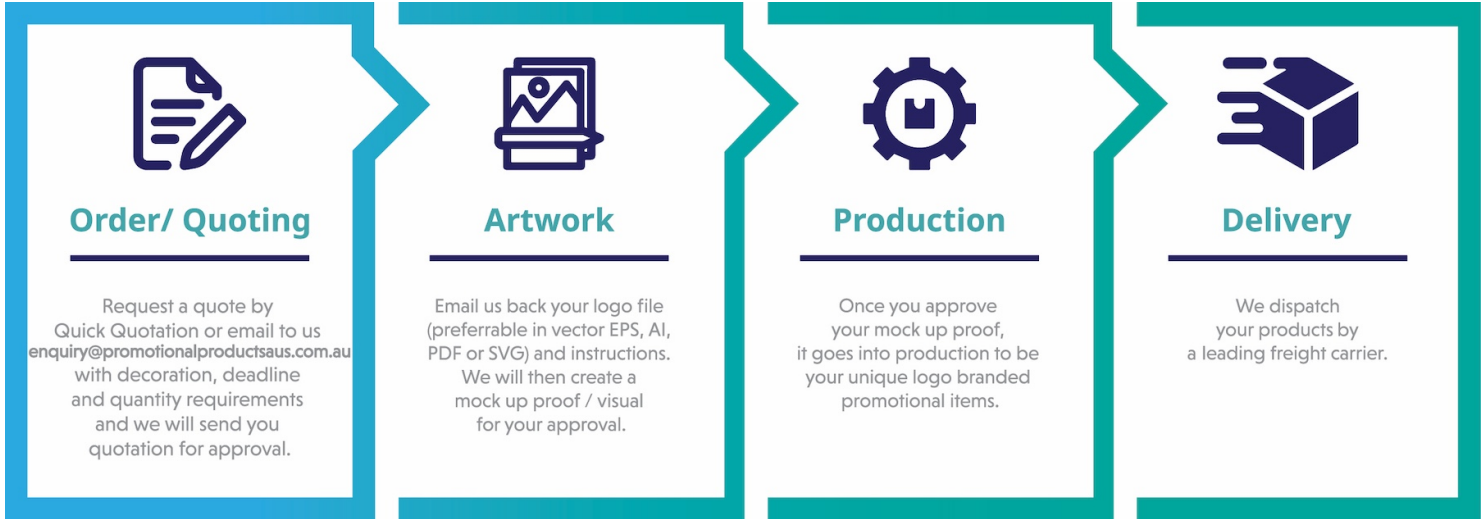 Order/ Quoting
Request a quote by
Quick Quotation or email to us
enquiry@promotionalproductsaus.com.au
with decoration, deadline
and quantity requirements
and we will send you
quotation for approval.
Artwork
Email us back your logo file
(preferrable in vector EPS, AI,
PDF or SVG) and instructions.
We will then create a
mock up proof / visual
for your approval.
Production
Once you approve
your mock up proof,
it goes into production to be
your unique logo branded
promotional items.
Delivery
We dispatch
your products by
a leading freight carrier.